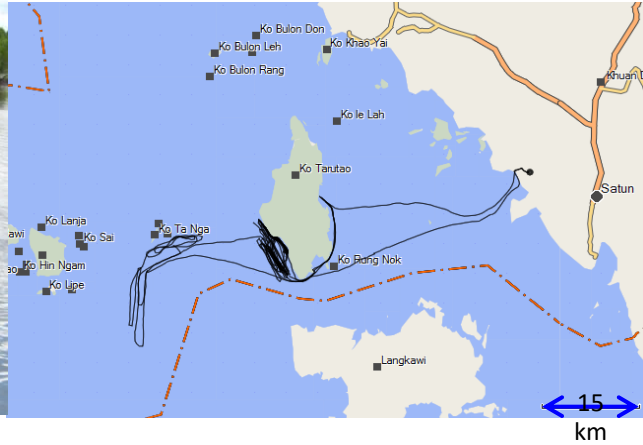 Ko Bulon Don
Ko Bulon Leh
Ko Khao Yai
Ko Bulon Rang
Khuan D
Ko le Lah
Ko Tarutao
Satun
Ko Lanja
awi
Ko Sai
Ko Ta Nga
Ko Hin Ngam
Ko Rung Nok
Ko Lipe
Langkawi
15
km